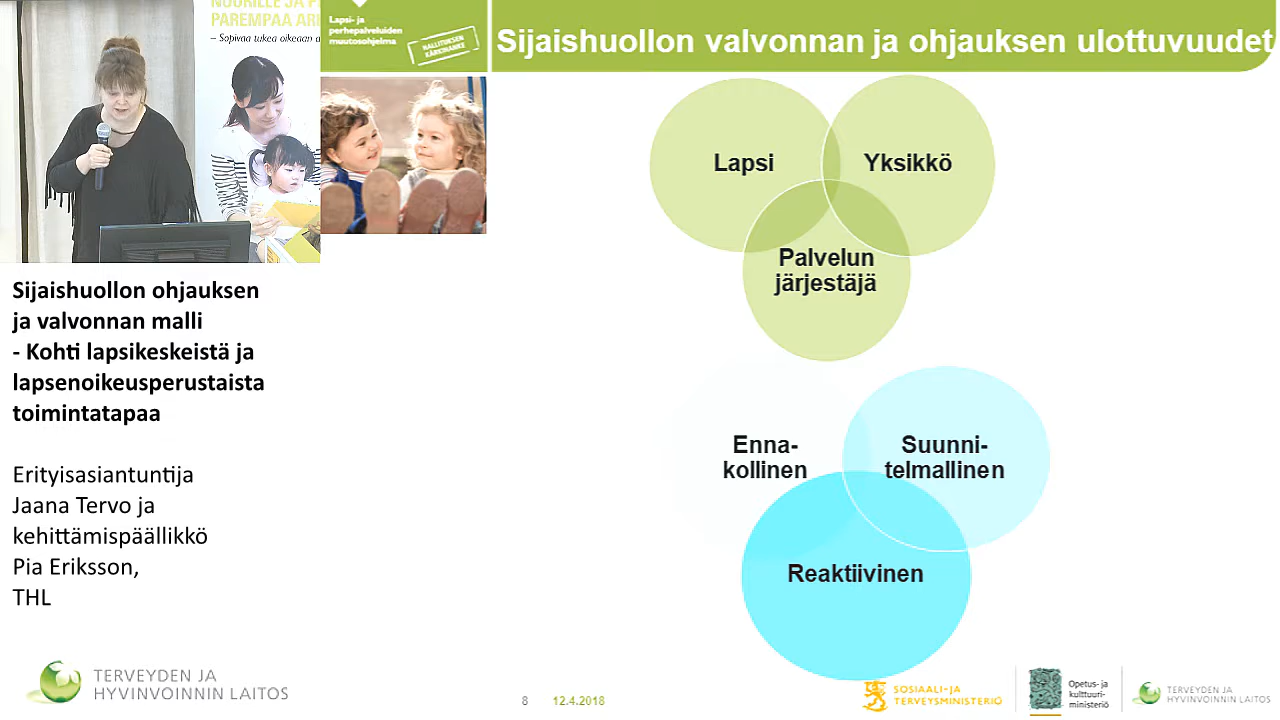 PAREMPAA
– Sopivaa tukea oikeaan a
Lapsi- ja
perhepalveluiden
muutosohjelma
HALLITUKSEN
KÄRKIHANKE
Sijaishuollon valvonnan ja ohjauksen ulottuvuudet
Lapsi
Yksikkö
Palvelun
järjestäjä
Sijaishuollon ohjauksen
ja valvonnan malli
- Kohti lapsikeskeistä ja
lapsenoikeusperustaista
toimintatapaa
Erityisasiantuntija
Jaana Tervo ja
kehittämispäällikkö
Pia Eriksson,
THL
Enna-
kollinen
Suunni-
telmallinen
Reaktiivinen
TERVEYDEN JA
HYVINVOINNIN LAITOS
8 12.4.2018
SOSIAALI- JA
TERVEYSMINISTERIÖ
Opetus- ja
kulttuuri-
ministeriö
TERVEYDEN JA
HYVINVOINNIN LAITOS